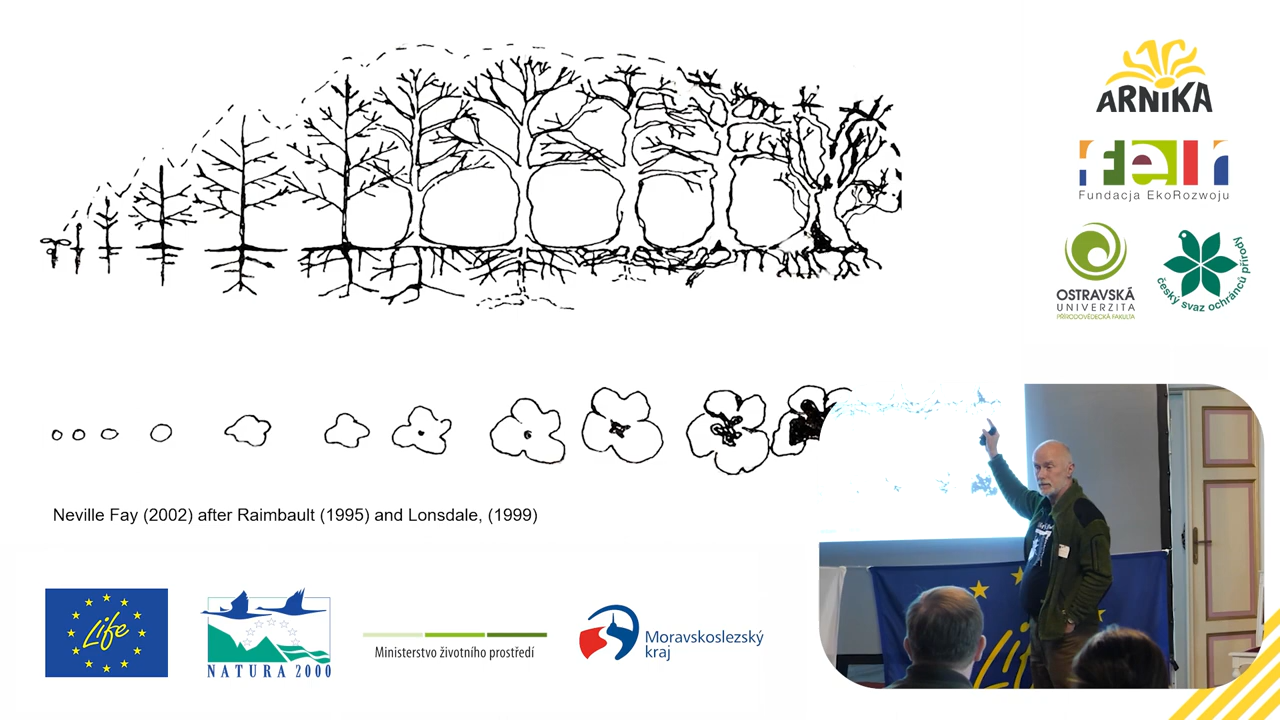 ARNIKA
feir
Fundacja EkoRozwoju
OSTRAVSKÁ
UNIVERZITA
PŘÍRODOVĚDECKÁ FAKULTA
český svaz ochránců přírody
Neville Fay (2002) after Raimbault (1995) and Lonsdale, (1999)
Life
NATURA 2000
Ministerstvo životního prostředí
Moravskoslezský
kraj